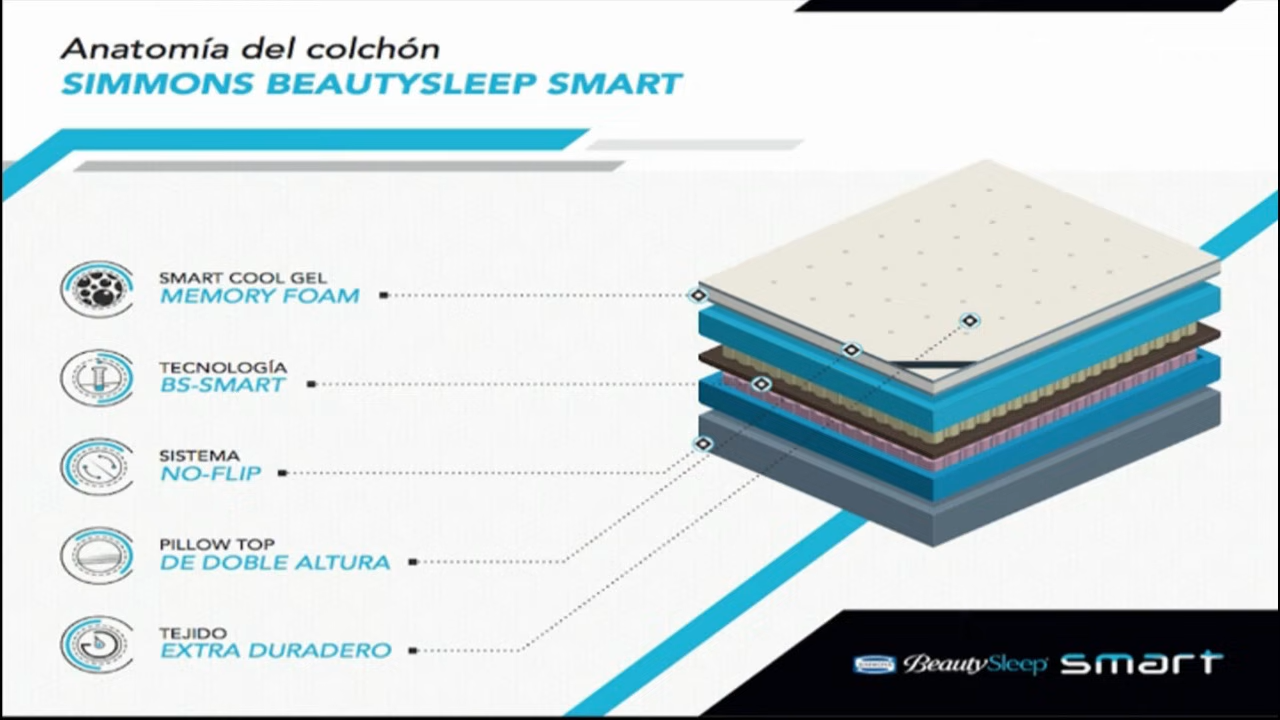 Anatomía del colchón
SIMMONS BEAUTYSLEEP SMART
SMART COOL GEL
MEMORY FOAM
TECNOLOGÍA
BS-SMART
SISTEMA
NO-FLIP
PILLOW TOP
DE DOBLE ALTURA
TEJIDO
EXTRA DURADERO
BeautySleep smart